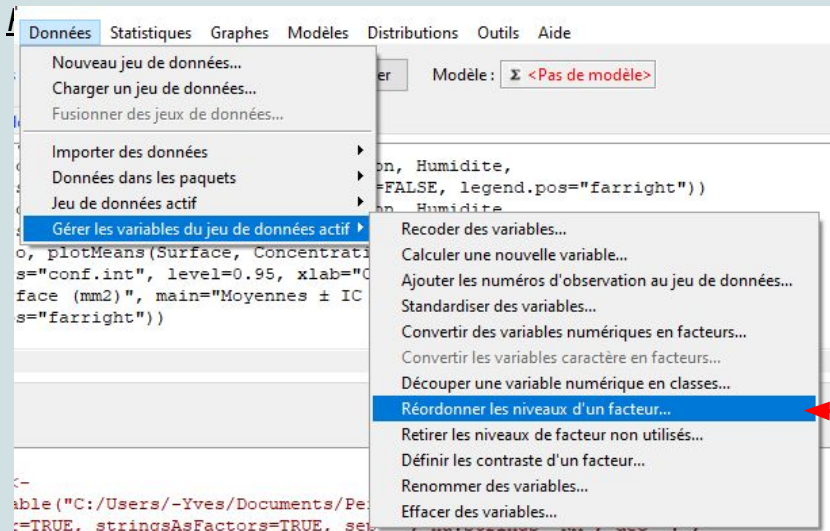 Données Statistiques Graphes Modèles Distributions Outils Aide
Nouveau jeu de données...
er Modèle : Σ <Pas de modèle>
Charger un jeu de données...
Fusionner des jeux de données...
Importer des données
on, Humidite,
Données dans les paquets
=FALSE, legend.pos="farright"))
Jeu de données actif
on, Humidite,
Gérer les variables du jeu de données actif
Recoder des variables...
o, plotMeans(Surface, Concentrati
Calculer une nouvelle variable...
s="conf.int", level=0.95, xlab="C
Ajouter les numéros d'observation au jeu de données...
face (mm2)", main="Moyennes ± IC
Standardiser des variables...
os="farright"))
Convertir des variables numériques en facteurs...
Convertir les variables caractère en facteurs...
Découper une variable numérique en classes...
Réordonner les niveaux d'un facteur...
Retirer les niveaux de facteur non utilisés...
Définir les contraste d'un facteur...
<-
Renommer des variables...
able("C:/Users/-Yves/Documents/Pe
Effacer des variables...
r=TRUE, stringsAsFactors=TRUE, se